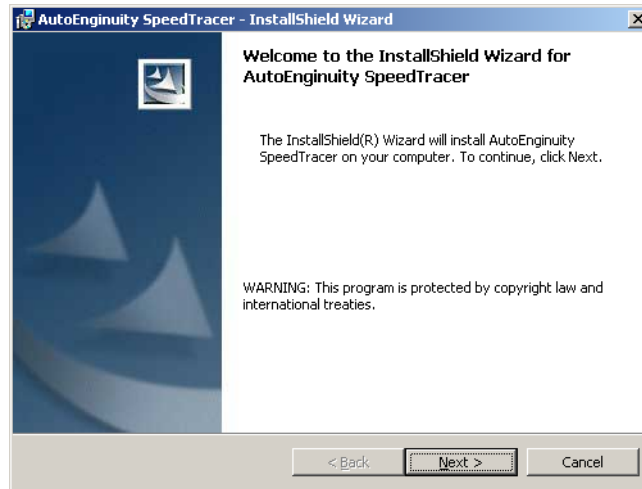 AutoEnginuity SpeedTracer - InstallShield Wizard
Welcome to the InstallShield Wizard for
AutoEnginuity SpeedTracer
The InstallShield(R) Wizard will install AutoEnginuity
SpeedTracer on your computer. To continue, click Next.
WARNING: This program is protected by copyright law and
international treaties.
< Back Next > Cancel